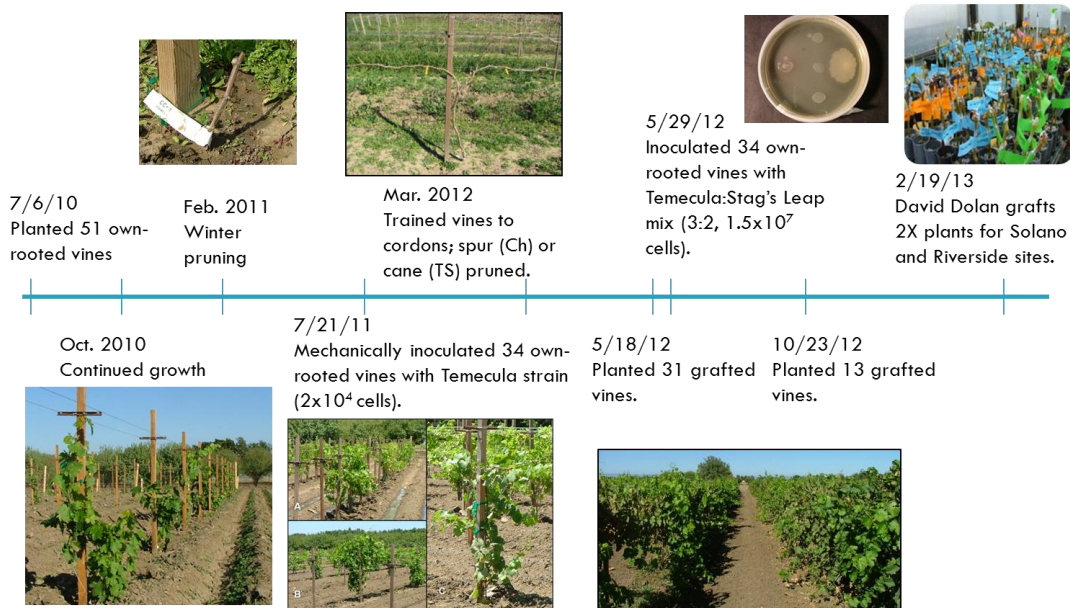 7/6/10
Planted 51 own-
rooted vines
Feb. 2011
Winter
pruning
Mar. 2012
Trained vines to
cordons; spur (Ch) or
cane (TS) pruned.
5/29/12
Inoculated 34 own-
rooted vines with
Temecula:Stag’s Leap
mix (3:2, 1.5x10⁷
cells).
2/19/13
David Dolan grafts
2X plants for Solano
and Riverside sites.
Oct. 2010
Continued growth
7/21/11
Mechanically inoculated 34 own-
rooted vines with Temecula strain
(2x10⁴ cells).
A
B
C
5/18/12
Planted 31 grafted
vines.
10/23/12
Planted 13 grafted
vines.